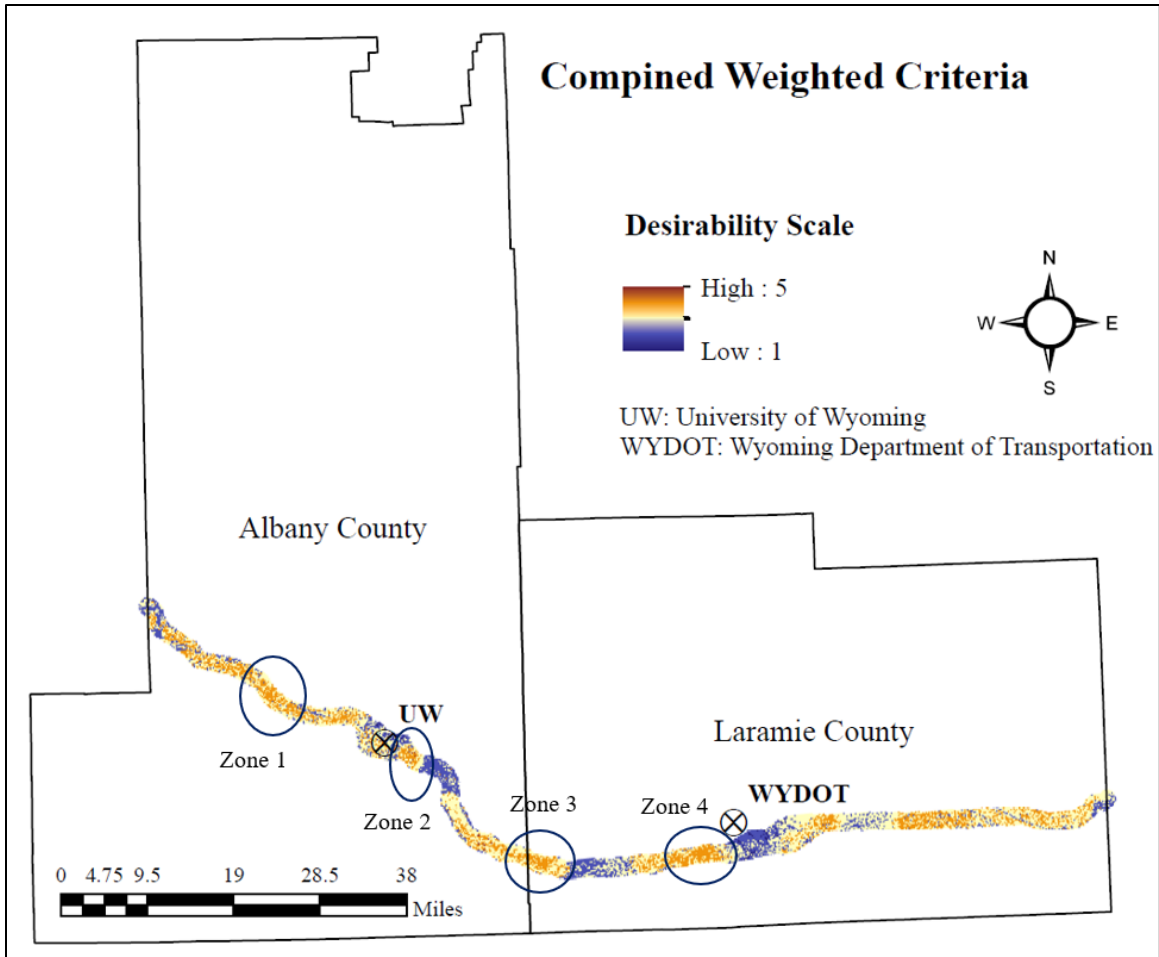 Compined Weighted Criteria
Desirability Scale
High : 5
Low : 1
N
W
E
S
UW: University of Wyoming
WYDOT: Wyoming Department of Transportation
Albany County
UW
Zone 1
Zone 2
Laramie County
Zone 3
Zone 4
WYDOT
0 4.75 9.5 19 28.5 38
Miles